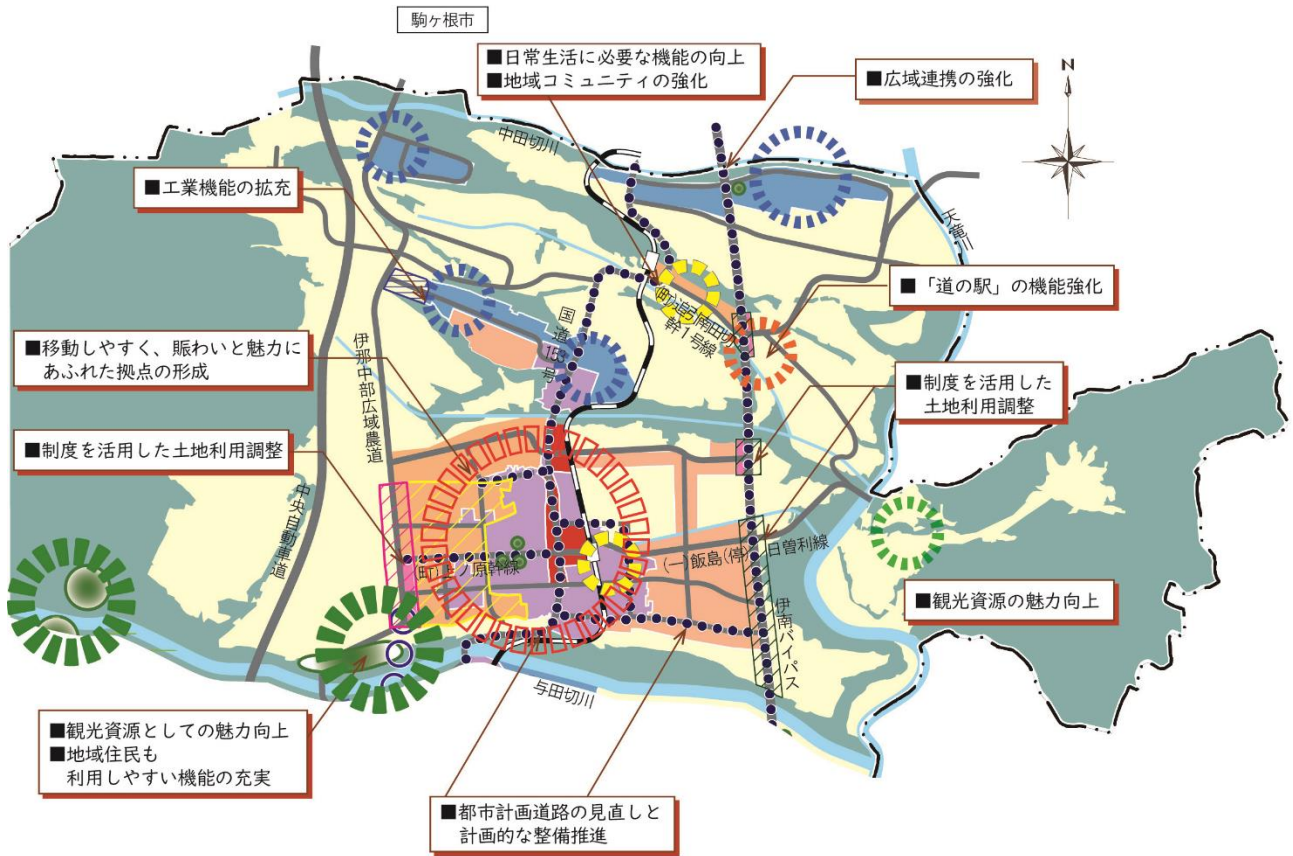 駒ヶ根市
■日常生活に必要な機能の向上
■地域コミュニティの強化
■広域連携の強化
N
中田切川
■工業機能の拡充
天竜川
■「道の駅」の機能強化
(町)追引南田切
幹1号線
国道153号
■移動しやすく、賑わいと魅力に
あふれた拠点の形成
伊那中部広域農道
■制度を活用した
土地利用調整
■制度を活用した土地利用調整
中央自動車道
(町)上ノ原幹線
(一)飯島(停)
日曽利線
■観光資源の魅力向上
伊南バイパス
与田切川
■観光資源としての魅力向上
■地域住民も
利用しやすい機能の充実
■都市計画道路の見直しと
計画的な整備推進